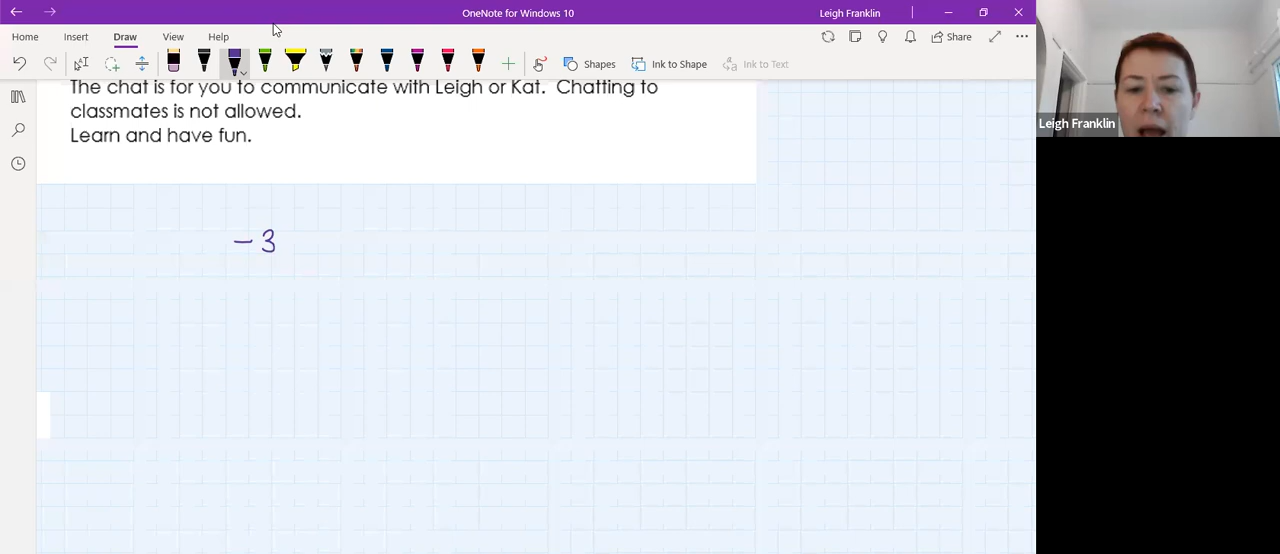 OneNote for Windows 10
Leigh Franklin
Home Insert Draw View Help
Share
Shapes Ink to Shape Ink to Text
The chat is for you to communicate with Leigh or Kat. Chatting to
classmates is not allowed.
Learn and have fun.
Leigh Franklin
-3